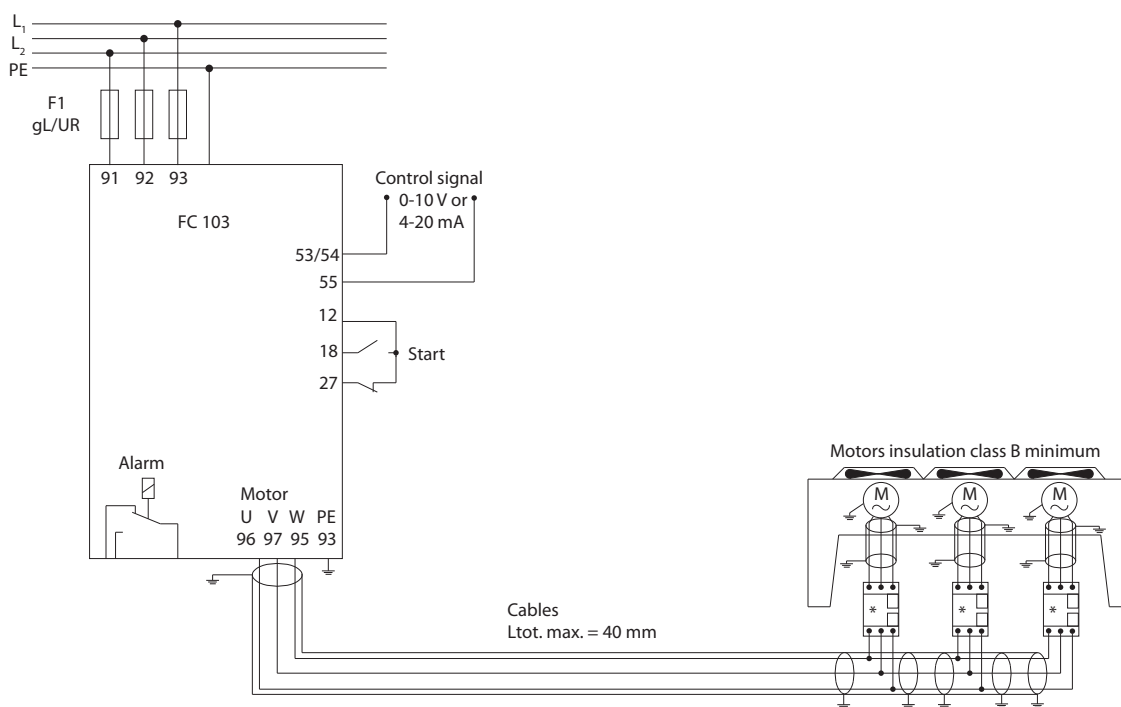 L1
L2
PE
F1
gL/UR
91 92 93
Control signal
0-10 V or
4-20 mA
FC 103
53/54
55
12
18
Start
27
Alarm
Motor
U V W PE
96 97 95 93
Motors insulation class B minimum
M M M
* * *
Cables
Ltot. max. = 40 mm